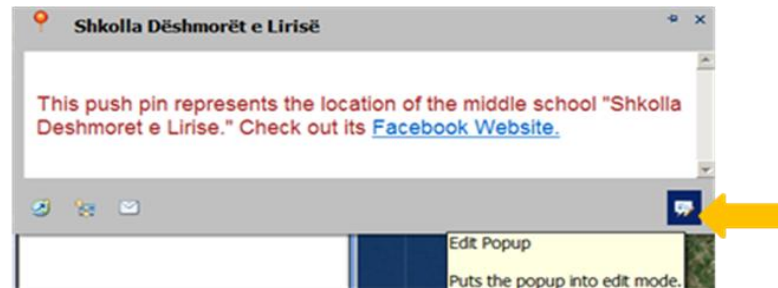 Shkolla Dëshmorët e Lirisë
This push pin represents the location of the middle school "Shkolla
Deshmoret e Lirise." Check out its Facebook Website.
Edit Popup
Puts the popup into edit mode.